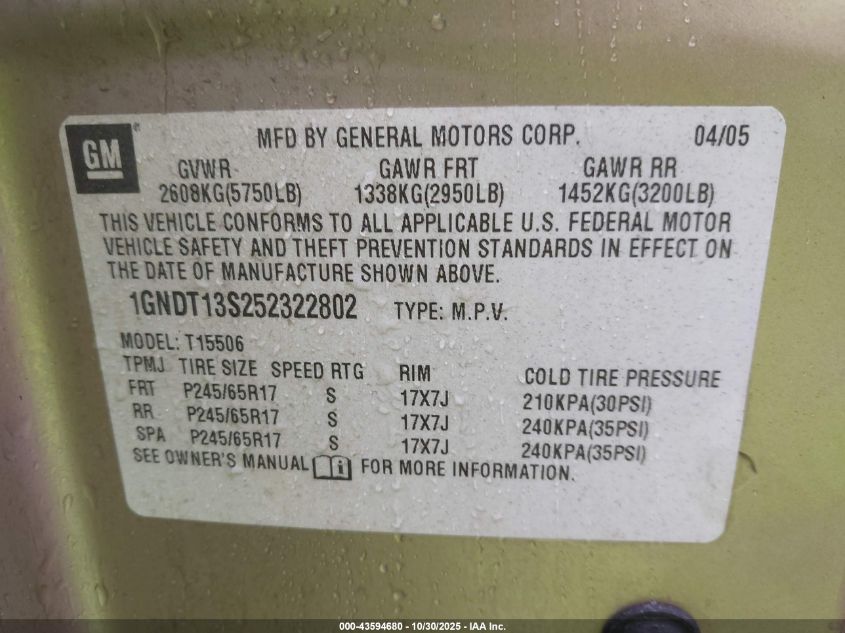 GM
MFD BY GENERAL MOTORS CORP. 04/05
GVWR GAWR FRT GAWR RR
2608KG(5750LB) 1338KG(2950LB) 1452KG(3200LB)
THIS VEHICLE CONFORMS TO ALL APPLICABLE U.S. FEDERAL MOTOR
VEHICLE SAFETY AND THEFT PREVENTION STANDARDS IN EFFECT ON
THE DATE OF MANUFACTURE SHOWN ABOVE.
1GNDT13S252322802 TYPE: M.P.V.
MODEL: T15506
TPMJ TIRE SIZE SPEED RTG RIM COLD TIRE PRESSURE
FRT P245/65R17 S 17X7J 210KPA(30PSI)
RR P245/65R17 S 17X7J 240KPA(35PSI)
SPA P245/65R17 S 17X7J 240KPA(35PSI)
SEE OWNER'S MANUAL FOR MORE INFORMATION.
000-43594680 - 10/30/2025 - IAA Inc.